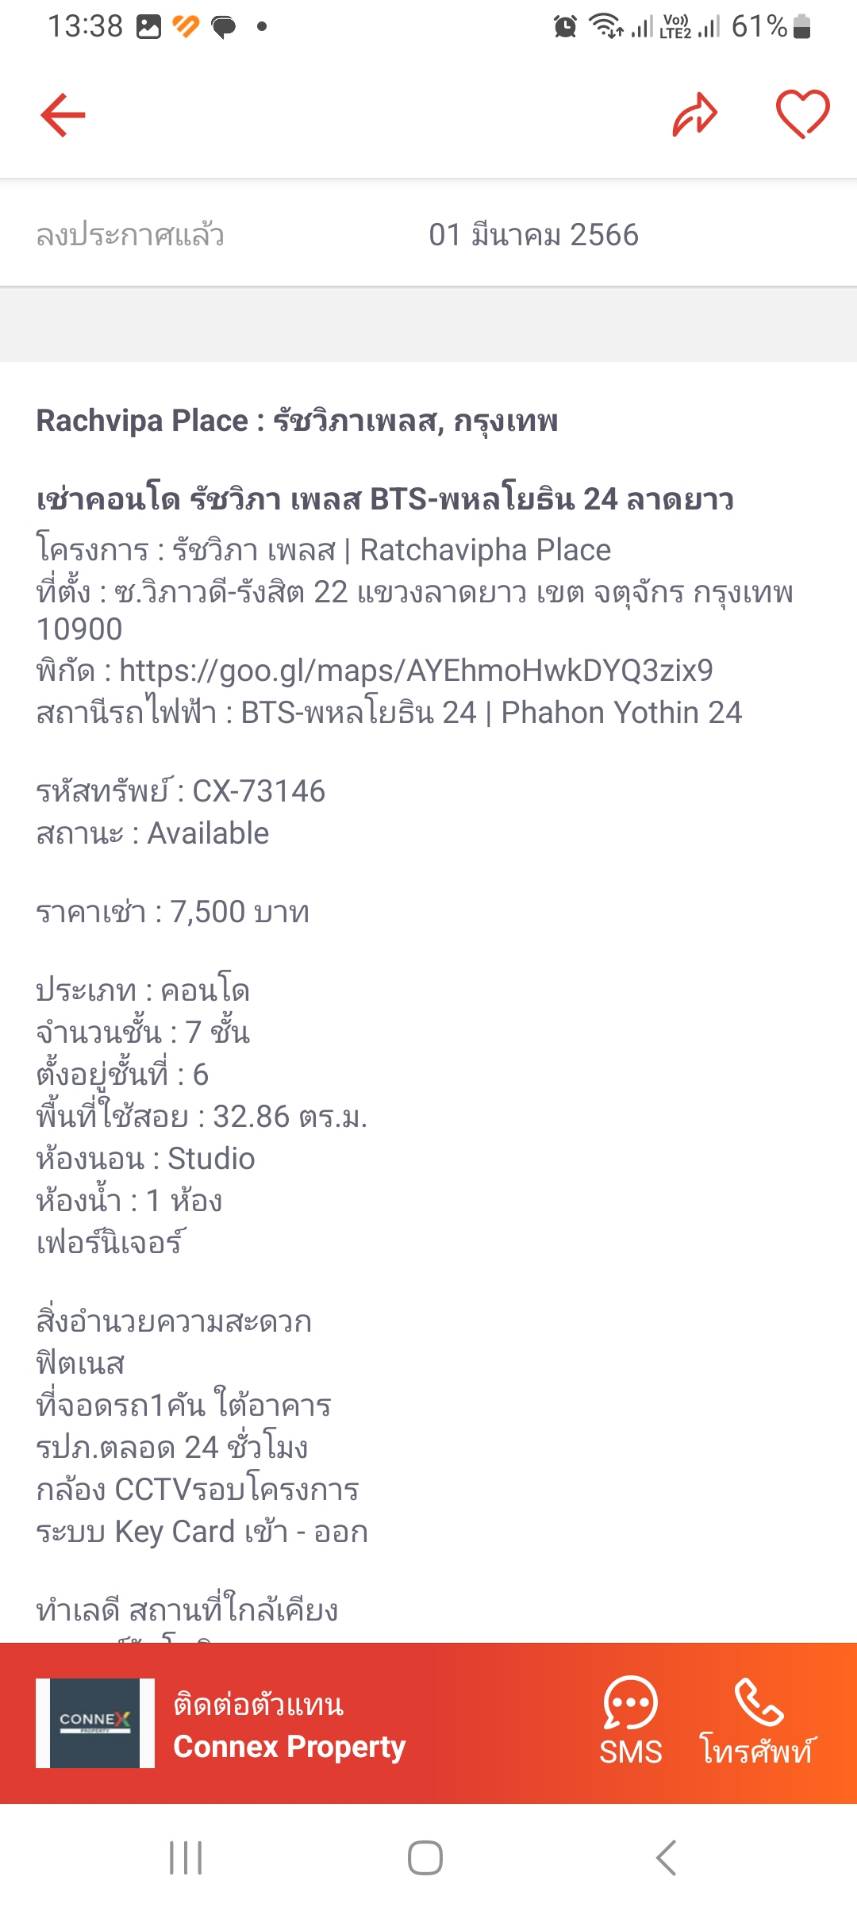 13:38
Vo)) LTE2 61%
ลงประกาศแล้ว 01 มีนาคม 2566
Rachvipa Place : รัชวิภาเพลส, กรุงเทพ
เช่าคอนโด รัชวิภา เพลส BTS-พหลโยธิน 24 ลาดยาว
โครงการ : รัชวิภา เพลส | Ratchavipha Place
ที่ตั้ง : ซ.วิภาวดี-รังสิต 22 แขวงลาดยาว เขต จตุจักร กรุงเทพ
10900
พิกัด : https://goo.gl/maps/AYEhmoHwkDYQ3zix9
สถานีรถไฟฟ้า : BTS-พหลโยธิน 24 | Phahon Yothin 24
รหัสทรัพย์ : CX-73146
สถานะ : Available
ราคาเช่า : 7,500 บาท
ประเภท : คอนโด
จำนวนชั้น : 7 ชั้น
ตั้งอยู่ชั้นที่ : 6
พื้นที่ใช้สอย : 32.86 ตร.ม.
ห้องนอน : Studio
ห้องน้ำ : 1 ห้อง
เฟอร์นิเจอร์
สิ่งอำนวยความสะดวก
ฟิตเนส
ที่จอดรถ1คัน ใต้อาคาร
รปภ.ตลอด 24 ชั่วโมง
กล้อง CCTVรอบโครงการ
ระบบ Key Card เข้า - ออก
ทำเลดี สถานที่ใกล้เคียง
CONNEX
PROPERTY
ติดต่อตัวแทน
Connex Property
SMS
โทรศัพท์